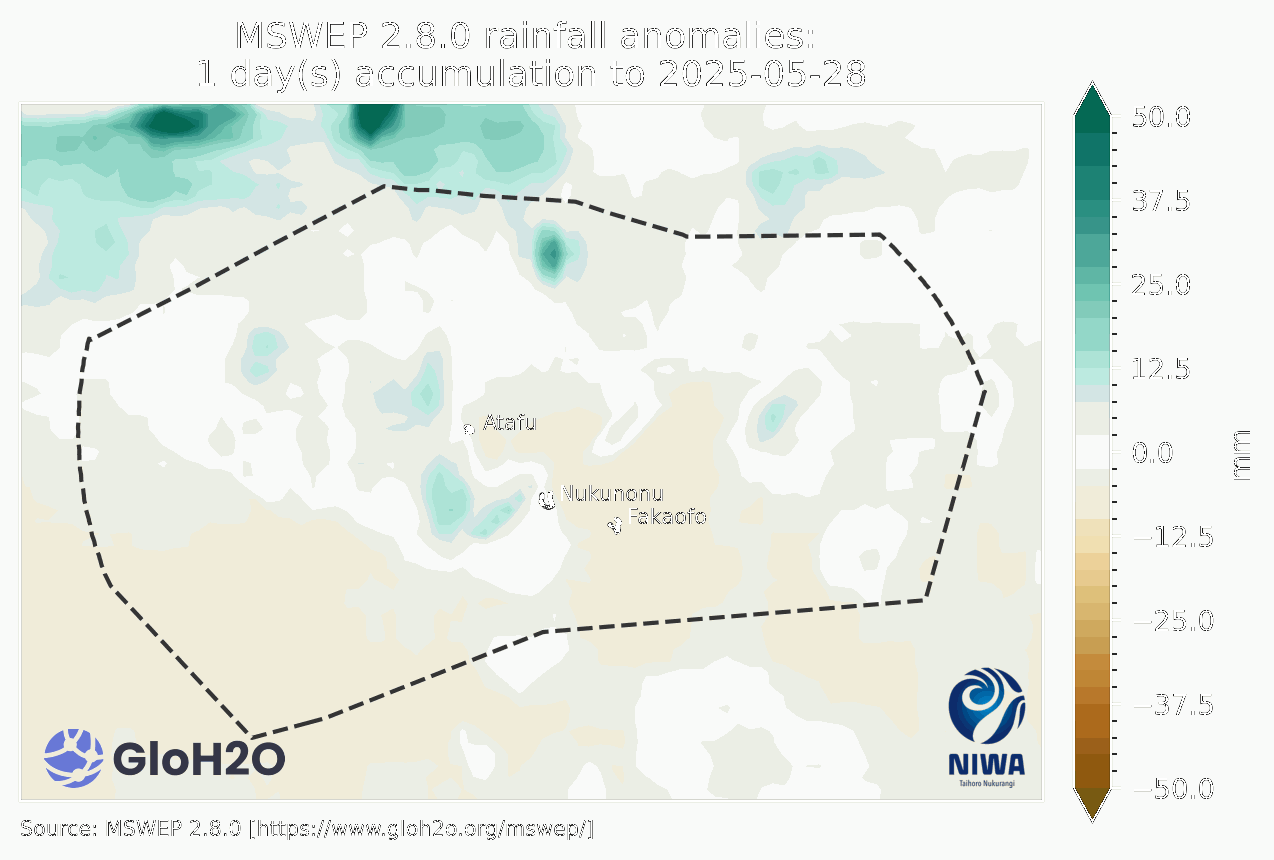 MSWEP 2.8.0 rainfall anomalies:
1 day(s) accumulation to 2025-05-28
50.0
37.5
25.0
12.5
0.0
−12.5
−25.0
−37.5
−50.0
mm
Atafu
Nukunonu
Fakaofo
GloH2O
NIWA
Taihoro Nukurangi
Source: MSWEP 2.8.0 [https://www.gloh2o.org/mswep/]